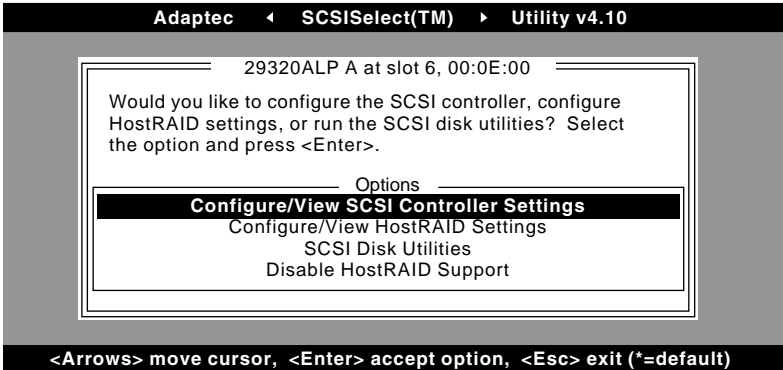 Adaptec ◄ SCSISelect(TM) ► Utility v4.10
29320ALP A at slot 6, 00:0E:00
Would you like to configure the SCSI controller, configure
HostRAID settings, or run the SCSI disk utilities? Select
the option and press <Enter>.
Options
Configure/View SCSI Controller Settings
Configure/View HostRAID Settings
SCSI Disk Utilities
Disable HostRAID Support
<Arrows> move cursor, <Enter> accept option, <Esc> exit (*=default)